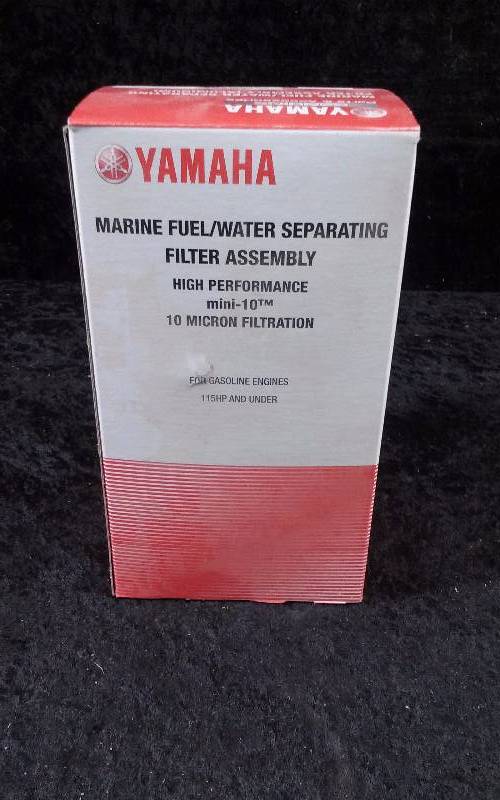 YAMAHA
YAMAHA
MARINE FUEL/WATER SEPARATING
FILTER ASSEMBLY
HIGH PERFORMANCE
mini-10™
10 MICRON FILTRATION
FOR GASOLINE ENGINES
115HP AND UNDER